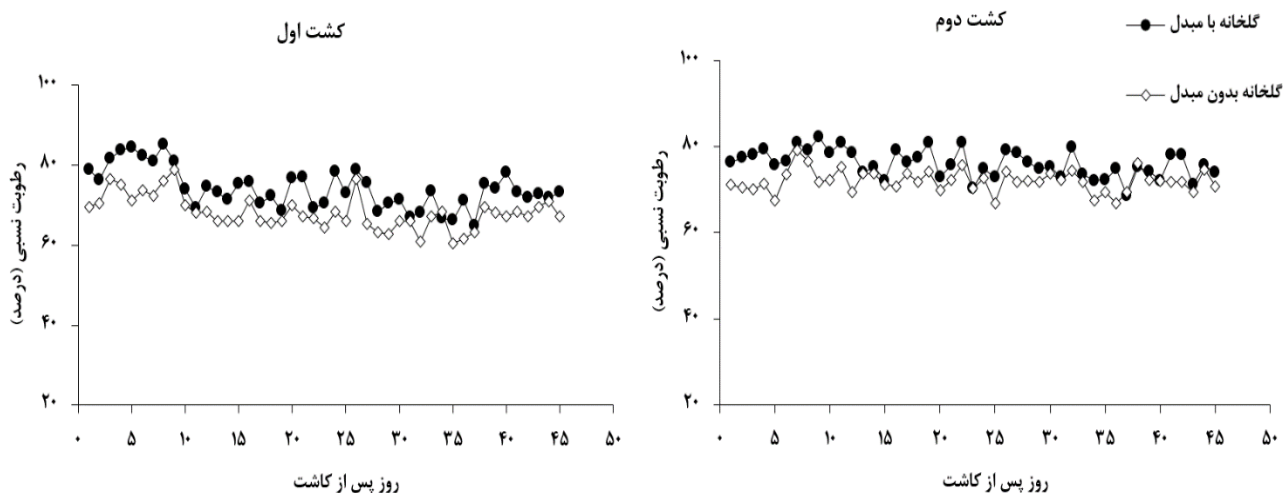 کشت اول
رطوبت نسبی (درصد)
۱۰۰
۸۰
۶۰
۴۰
۲۰
۰ ۵ ۱۰ ۱۵ ۲۰ ۲۵ ۳۰ ۳۵ ۴۰ ۴۵ ۵۰
روز پس از کاشت
کشت دوم
گلخانه با مبدل
گلخانه بدون مبدل
رطوبت نسبی (درصد)
۱۰۰
۸۰
۶۰
۴۰
۲۰
۰ ۵ ۱۰ ۱۵ ۲۰ ۲۵ ۳۰ ۳۵ ۴۰ ۴۵ ۵۰
روز پس از کاشت